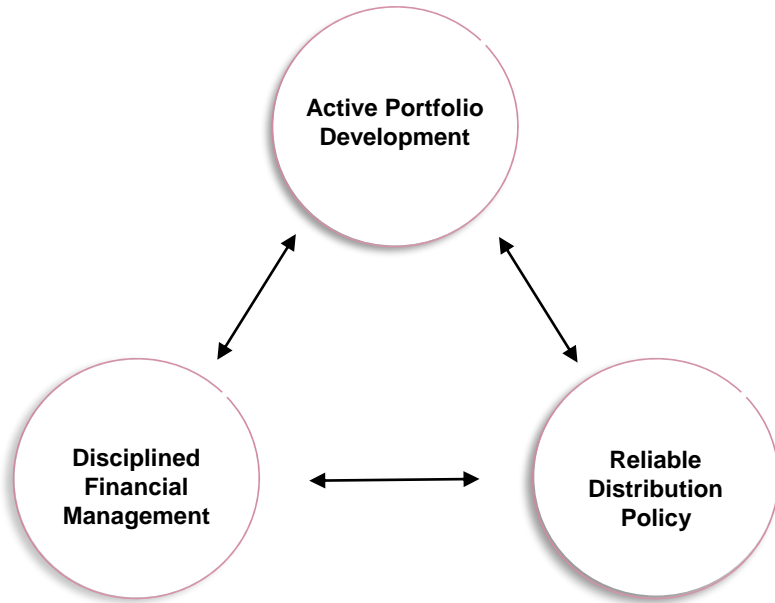 Active Portfolio
Development
Disciplined
Financial
Management
Reliable
Distribution
Policy